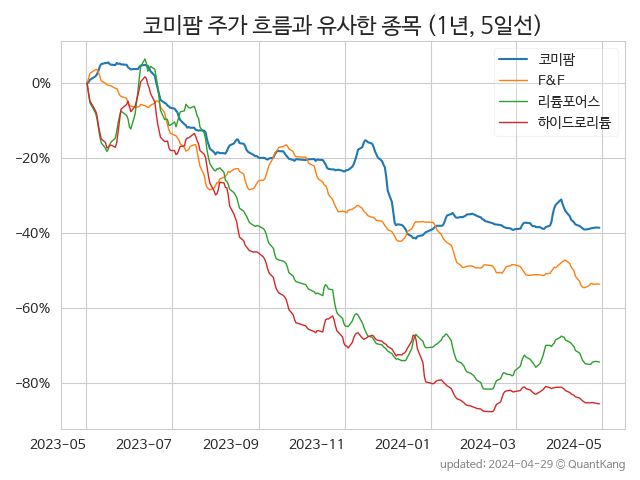 코미팜 주가 흐름과 유사한 종목 (1년, 5일선)
코미팜
F&F
리튬포어스
하이드로리튬
0%
−20%
−40%
−60%
−80%
2023-05
2023-07
2023-09
2023-11
2024-01
2024-03
2024-05
updated: 2024-04-29 © QuantKang